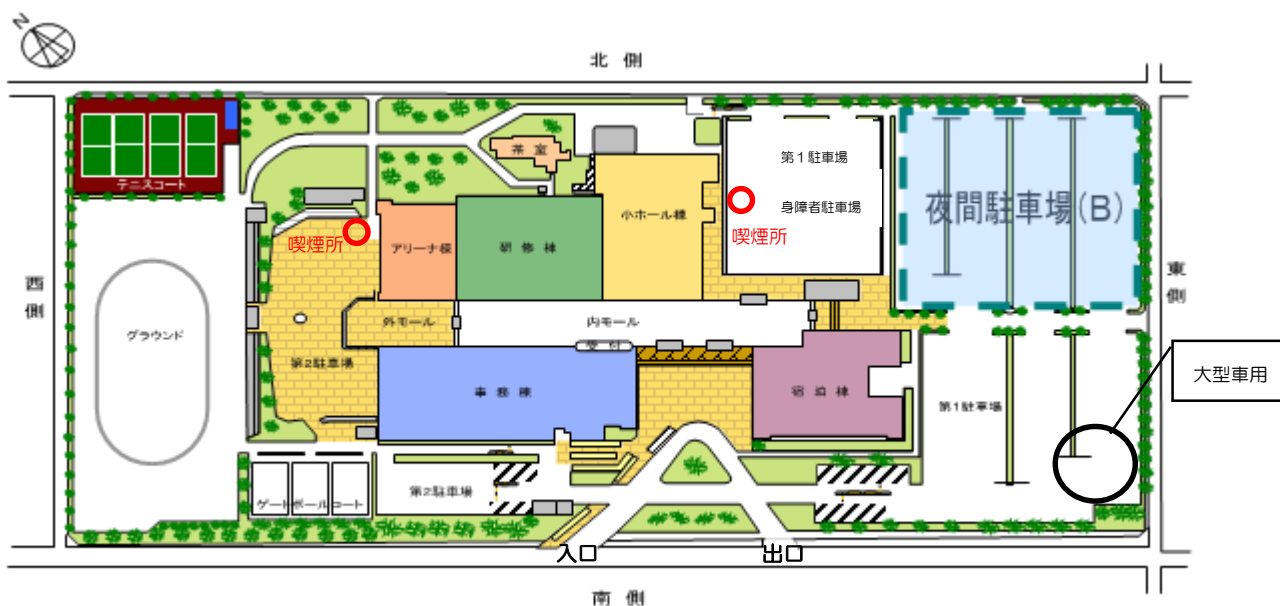 N
北 側
第1駐車場
茶 室
テニスコート
身障者駐車場
夜間駐車場(B)
小ホール棟
喫煙所
喫煙所
アリーナ棟
研 修 棟
西側
東側
グラウンド
外モール
内モール
受 付
第2駐車場
大型車用
事 務 棟
宿 泊 棟
第1駐車場
第2駐車場
ゲートボールコート
入口
出口
南 側